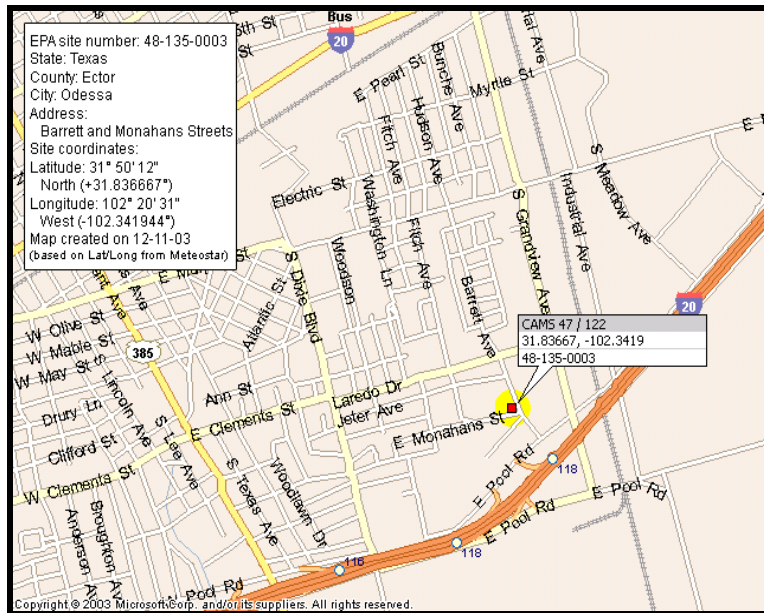 EPA site number: 48-135-0003
State: Texas
County: Ector
City: Odessa
Address:
Barrett and Monahans Streets
Site coordinates:
Latitude: 31° 50' 12"
North (+31.836667°)
Longitude: 102° 20' 31"
West (-102.341944°)
Map created on 12-11-03
(based on Lat/Long from Meteostar)
Bus
20
5th St
E Pearl St
Bunche Ave
Hudson Ave
Fitch Ave
Myrtle St
Electric St
Washington Ln
Fitch Ave
S Grandview Ave
Industrial Ave
S Meadow Ave
Woodson
S Dixie Blvd
Atlantic St
Barrett Ave
20
CAMS 47 / 122
31.83667, -102.3419
48-135-0003
W Olive St
W Mable St
W May St
385
S Lincoln Ave
Drury Ln
Clifford St
W Clements St
S Lee Ave
Ann St
E Clements St
Laredo Dr
Jeter Ave
E Monahans St
S Texas Ave
Woodlawn Dr
Broughton Ave
Anderson Ave
E Pool Rd
118
E Pool Rd
E Pool Rd
118
116
W Pool Rd
Copyright © 2003 Microsoft Corp. and/or its suppliers. All rights reserved.